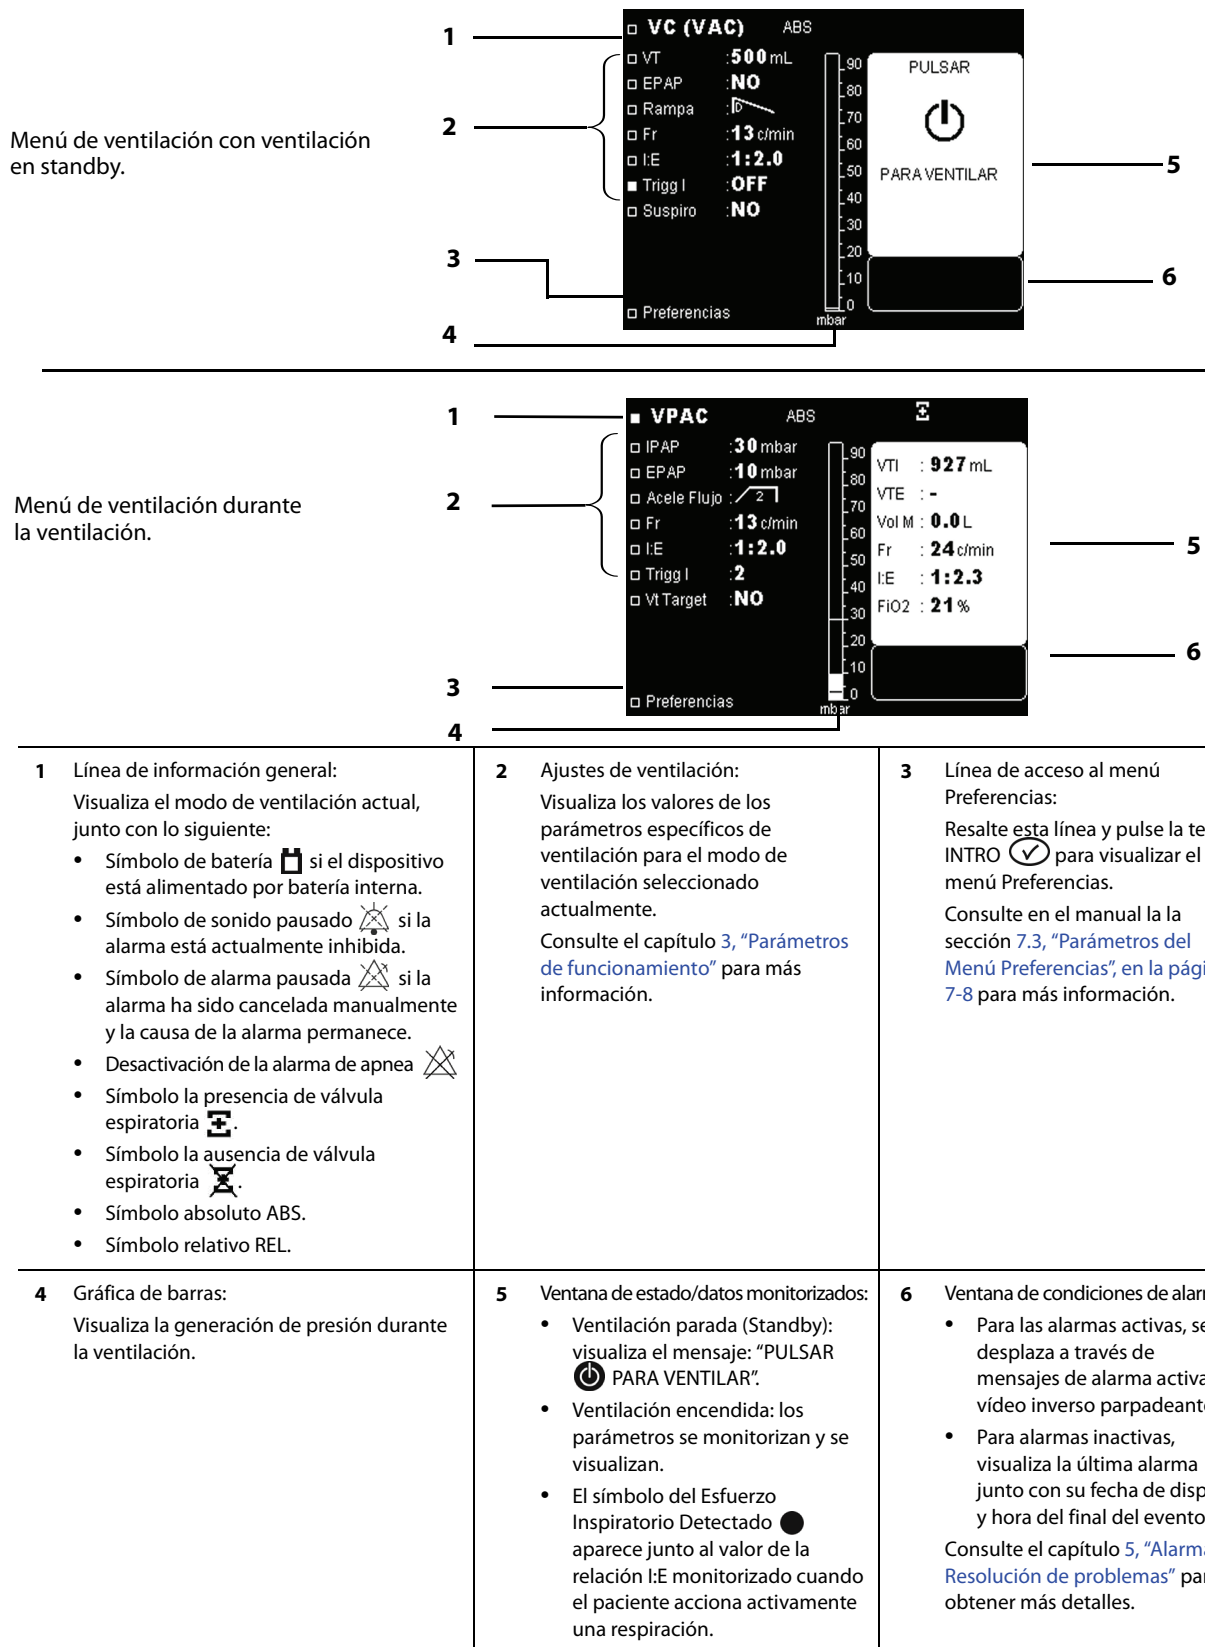 1
VC (VAC) ABS
VT :500 mL
EPAP :NO
Rampa : D
Fr :13 c/min
I:E :1:2.0
Trigg I :OFF
Suspiro :NO
Preferencias
90
80
70
60
50
40
30
20
10
0
mbar
PULSAR
PARA VENTILAR
2
3
4
5
6
Menú de ventilación con ventilación
en standby.
1
VPAC ABS
IPAP :30 mbar
EPAP :10 mbar
Acele Flujo : 2
Fr :13 c/min
I:E :1:2.0
Trigg I :2
Vt Target :NO
Preferencias
90
80
70
60
50
40
30
20
10
0
mbar
VTI : 927 mL
VTE : -
Vol M : 0.0 L
Fr : 24 c/min
I:E : 1:2.3
FiO2 : 21 %
2
3
4
5
6
Menú de ventilación durante
la ventilación.
1 Línea de información general:
Visualiza el modo de ventilación actual,
junto con lo siguiente:
• Símbolo de batería si el dispositivo
está alimentado por batería interna.
• Símbolo de sonido pausado si la
alarma está actualmente inhibida.
• Símbolo de alarma pausada si la
alarma ha sido cancelada manualmente
y la causa de la alarma permanece.
• Desactivación de la alarma de apnea
• Símbolo la presencia de válvula
espiratoria .
• Símbolo la ausencia de válvula
espiratoria .
• Símbolo absoluto ABS.
• Símbolo relativo REL.
2 Ajustes de ventilación:
Visualiza los valores de los
parámetros específicos de
ventilación para el modo de
ventilación seleccionado
actualmente.
Consulte el capítulo 3, “Parámetros
de funcionamiento” para más
información.
3 Línea de acceso al menú
Preferencias:
Resalte esta línea y pulse la
INTRO para visualizar el
menú Preferencias.
Consulte en el manual la la
sección 7.3, “Parámetros del
Menú Preferencias”, en la
7-8 para más información.
4 Gráfica de barras:
Visualiza la generación de presión durante
la ventilación.
5 Ventana de estado/datos monitorizados:
• Ventilación parada (Standby):
visualiza el mensaje: “PULSAR
PARA VENTILAR”.
• Ventilación encendida: los
parámetros se monitorizan y se
visualizan.
• El símbolo del Esfuerzo
Inspiratorio Detectado
aparece junto al valor de la
relación I:E monitorizado cuando
el paciente acciona activamente
una respiración.
6 Ventana de condiciones de
• Para las alarmas activas, se
desplaza a través de
mensajes de alarma
vídeo inverso
• Para alarmas inactivas,
visualiza la última alarma
junto con su fecha de
y hora del final del evento
Consulte el capítulo 5,
Resolución de problemas”
obtener más detalles.